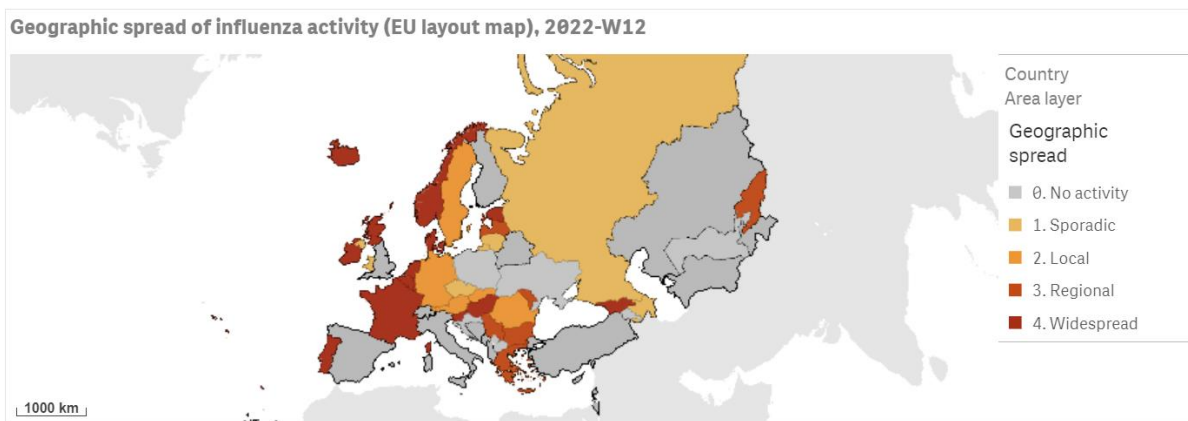 Geographic spread of influenza activity (EU layout map), 2022-W12
Country
Area layer
Geographic
spread
0. No activity
1. Sporadic
2. Local
3. Regional
4. Widespread
1000 km